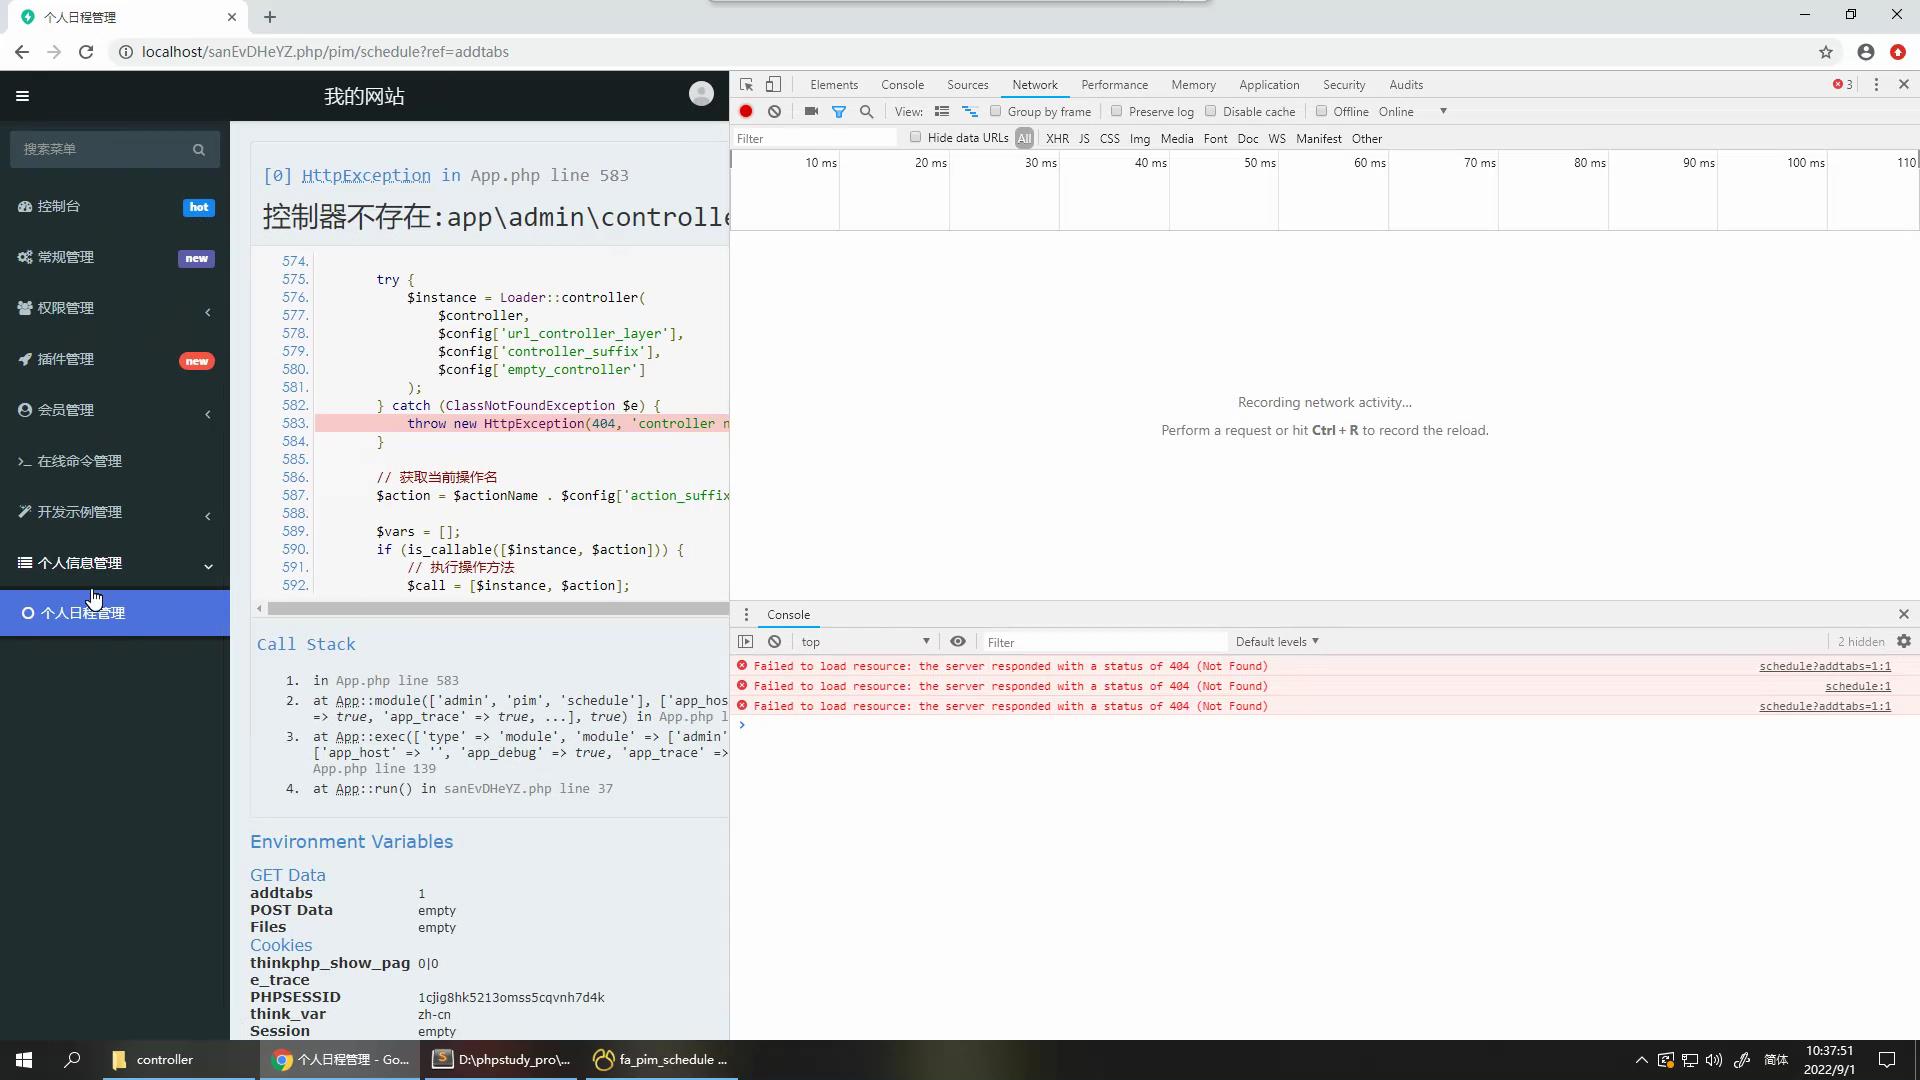 个人日程管理
localhost/sanEvDHeYZ.php/pim/schedule?ref=addtabs
我的网站
搜索菜单
控制台 hot
常规管理 new
权限管理
插件管理 new
会员管理
在线命令管理
开发示例管理
个人信息管理
个人日程管理
[0] HttpException in App.php line 583
控制器不存在:app\admin\controlle
574.
575. try {
576. $instance = Loader::controller(
577. $controller,
578. $config['url_controller_layer'],
579. $config['controller_suffix'],
580. $config['empty_controller']
581. );
582. } catch (ClassNotFoundException $e) {
583. throw new HttpException(404, 'controller n
584. }
585.
586. // 获取当前操作名
587. $action = $actionName . $config['action_suffix
588.
589. $vars = [];
590. if (is_callable([$instance, $action])) {
591. // 执行操作方法
592. $call = [$instance, $action];
Call Stack
1. in App.php line 583
2. at App::module(['admin', 'pim', 'schedule'], ['app_hos
=> true, 'app_trace' => true, ...], true) in App.php l
3. at App::exec(['type' => 'module', 'module' => ['admin'
['app_host' => '', 'app_debug' => true, 'app_trace' =>
App.php line 139
4. at App::run() in sanEvDHeYZ.php line 37
Environment Variables
GET Data
addtabs 1
POST Data empty
Files empty
Cookies
thinkphp_show_pag 0|0
e_trace
PHPSESSID 1cjig8hk5213omss5cqvnh7d4k
think_var zh-cn
Session empty
Elements Console Sources Network Performance Memory Application Security Audits 3
View: Group by frame Preserve log Disable cache Offline Online
Filter Hide data URLs All XHR JS CSS Img Media Font Doc WS Manifest Other
10 ms 20 ms 30 ms 40 ms 50 ms 60 ms 70 ms 80 ms 90 ms 100 ms 110
Recording network activity...
Perform a request or hit Ctrl + R to record the reload.
Console
top Filter Default levels 2 hidden
Failed to load resource: the server responded with a status of 404 (Not Found) schedule?addtabs=1:1
Failed to load resource: the server responded with a status of 404 (Not Found) schedule:1
Failed to load resource: the server responded with a status of 404 (Not Found) schedule?addtabs=1:1
controller 个人日程管理 - Go... D:\phpstudy_pro\... fa_pim_schedule ... 简体 10:37:51
2022/9/1